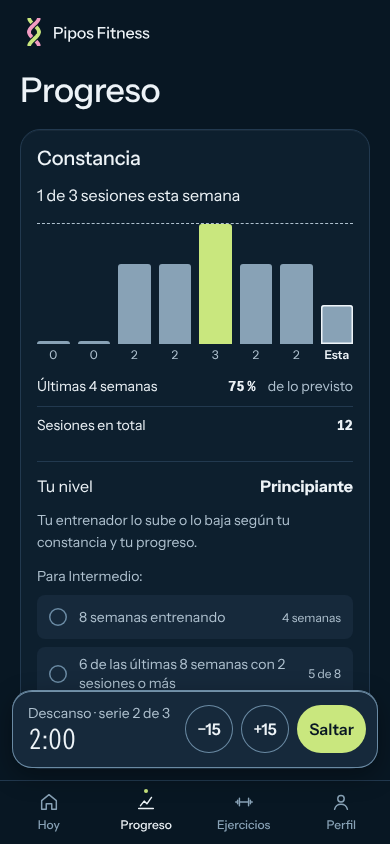 Pipos Fitness
Progreso
Constancia
1 de 3 sesiones esta semana
0 0 2 2 3 2 2 Esta
Últimas 4 semanas 75 % de lo previsto
Sesiones en total 12
Tu nivel Principiante
Tu entrenador lo sube o lo baja según tu
constancia y tu progreso.
Para Intermedio:
8 semanas entrenando 4 semanas
6 de las últimas 8 semanas con 2
sesiones o más 5 de 8
Descanso · serie 2 de 3
2:00 −15 +15 Saltar
Hoy Progreso Ejercicios Perfil